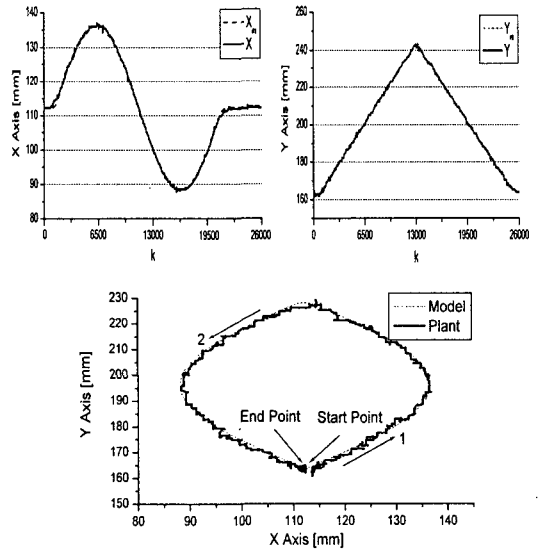 140
130
120
110
100
90
80
X Axis [mm]
0
6500
13000
19500
26000
k
Xn
X
260
240
220
200
180
160
Y Axis [mm]
0
6500
13000
19500
26000
k
Yn
Y
230
220
210
200
190
180
170
160
150
Y Axis [mm]
Model
Plant
2
End Point
Start Point
1
80
90
100
110
120
130
140
X Axis [mm]